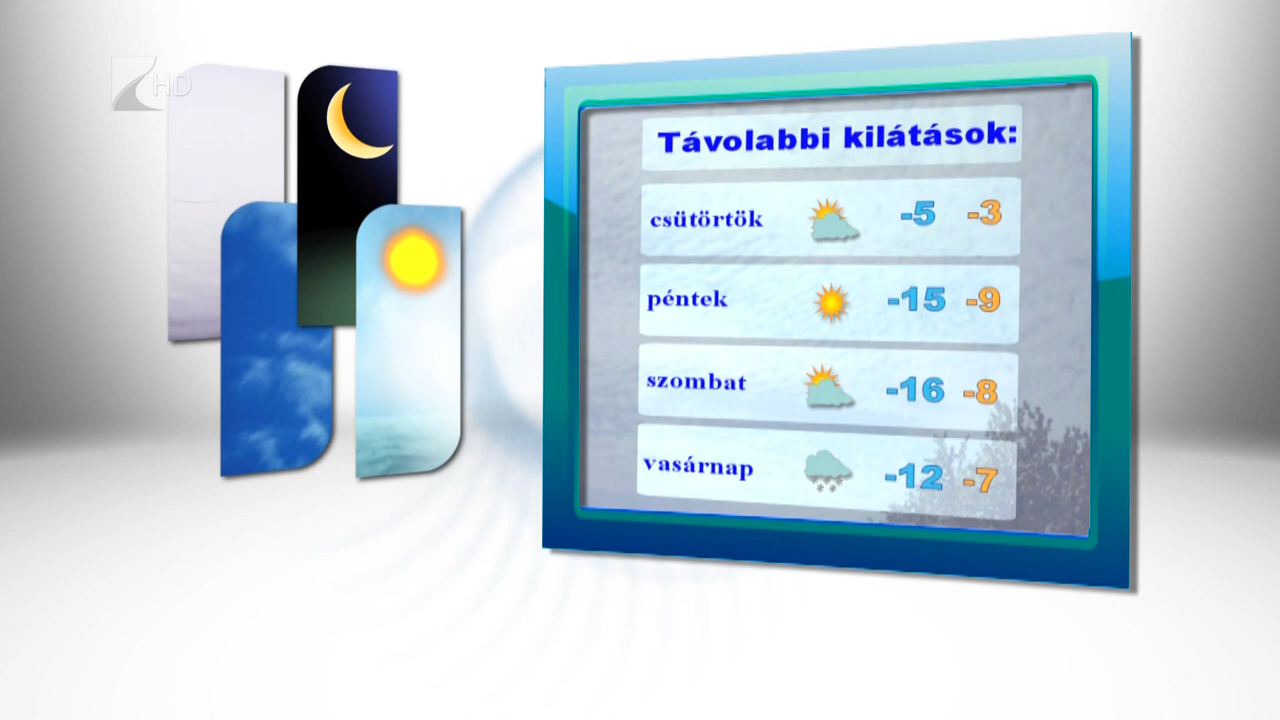 HD
Távolabbi kilátások:
csütörtök -5 -3
péntek -15 -9
szombat -16 -8
vasárnap -12 -7